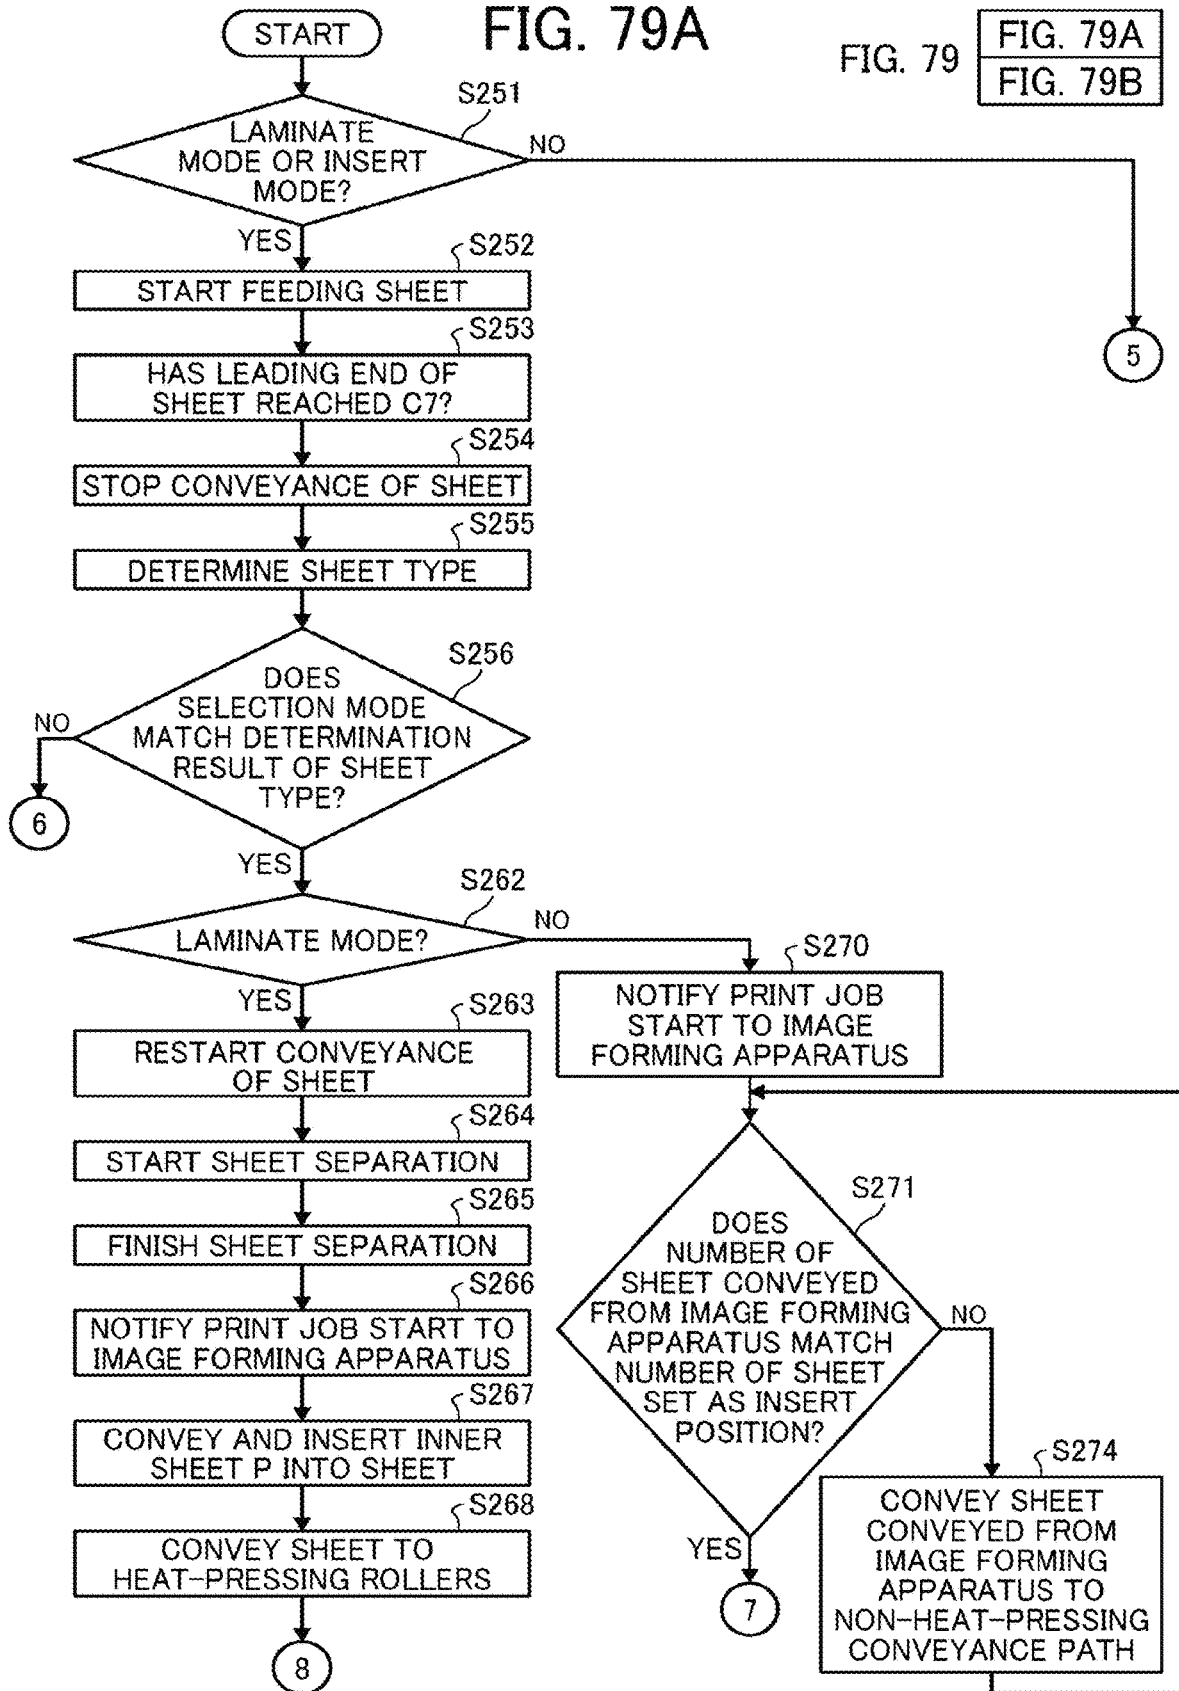 FIG. 79A
FIG. 79
FIG. 79A
FIG. 79B
START
S251
LAMINATE
MODE OR INSERT
MODE?
NO
5
YES
S252
START FEEDING SHEET
S253
HAS LEADING END OF
SHEET REACHED C7?
S254
STOP CONVEYANCE OF SHEET
S255
DETERMINE SHEET TYPE
S256
DOES
SELECTION MODE
MATCH DETERMINATION
RESULT OF SHEET
TYPE?
NO
6
YES
S262
LAMINATE MODE?
NO
YES
S263
RESTART CONVEYANCE
OF SHEET
S264
START SHEET SEPARATION
S265
FINISH SHEET SEPARATION
S266
NOTIFY PRINT JOB START TO
IMAGE FORMING APPARATUS
S267
CONVEY AND INSERT INNER
SHEET P INTO SHEET
S268
CONVEY SHEET TO
HEAT-PRESSING ROLLERS
8
S270
NOTIFY PRINT JOB
START TO IMAGE
FORMING APPARATUS
S271
DOES
NUMBER OF
SHEET CONVEYED
FROM IMAGE FORMING
APPARATUS MATCH
NUMBER OF SHEET
SET AS INSERT
POSITION?
NO
YES
7
S274
CONVEY SHEET
CONVEYED FROM
IMAGE FORMING
APPARATUS TO
NON-HEAT-PRESSING
CONVEYANCE PATH